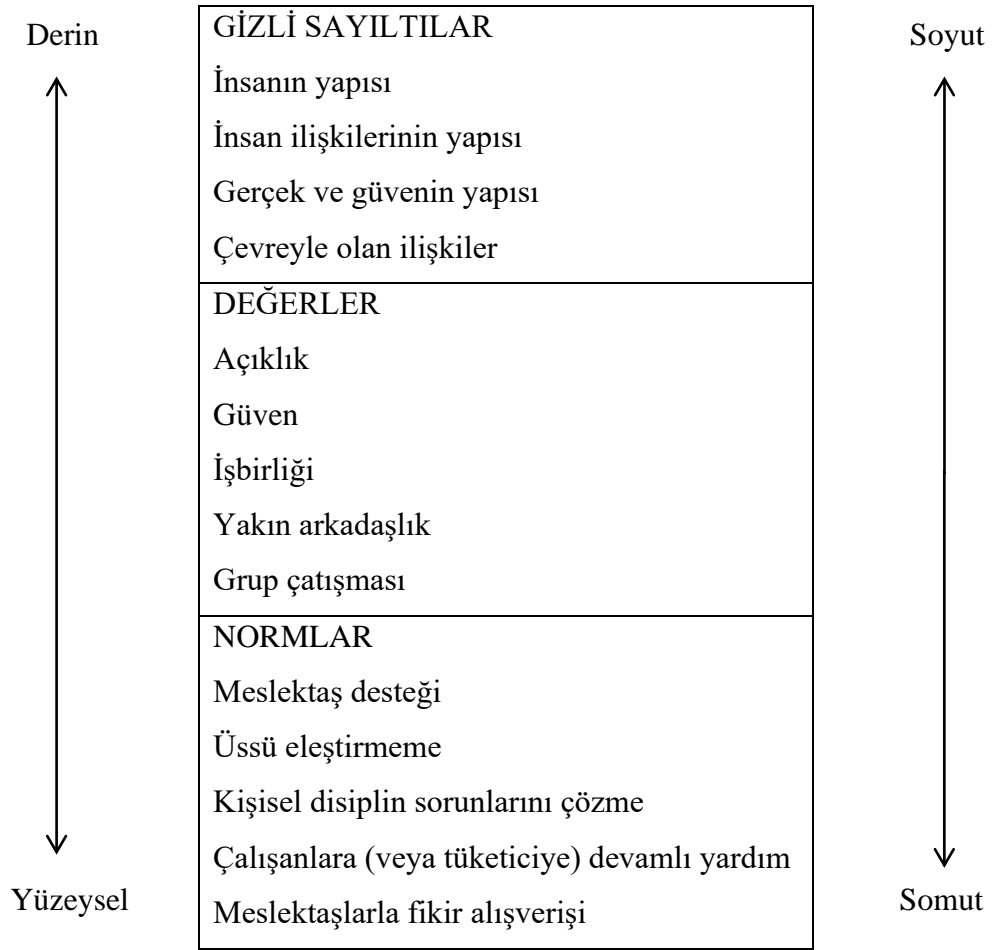 Derin
Soyut
GİZLİ SAYILTILAR
İnsanın yapısı
İnsan ilişkilerinin yapısı
Gerçek ve güvenin yapısı
Çevreyle olan ilişkiler
DEĞERLER
Açıklık
Güven
İşbirliği
Yakın arkadaşlık
Grup çatışması
NORMLAR
Meslektaş desteği
Üssü eleştirmeme
Kişisel disiplin sorunlarını çözme
Çalışanlara (veya tüketiciye) devamlı yardım
Meslektaşlarla fikir alışverişi
Yüzeysel
Somut